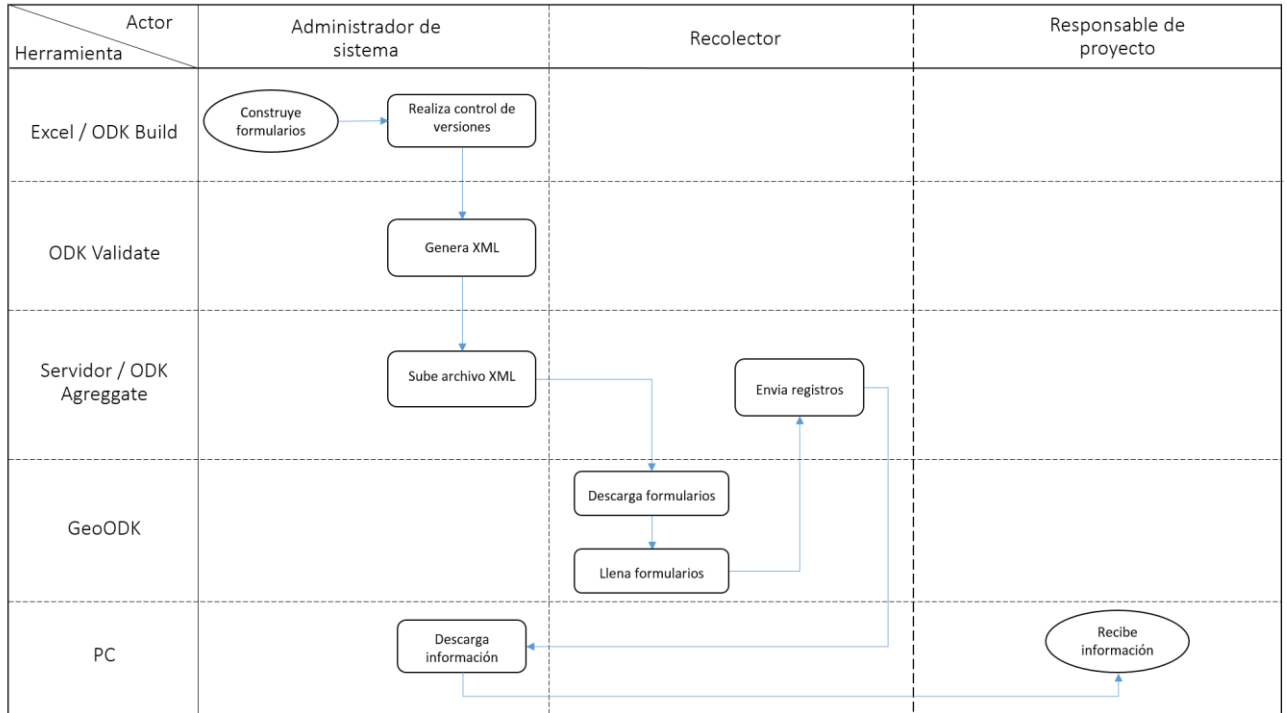 Actor
Herramienta
Administrador de
sistema
Recolector
Responsable de
proyecto
Excel / ODK Build
Construye
formularios
Realiza control de
versiones
ODK Validate
Genera XML
Servidor / ODK
Agreggate
Sube archivo XML
Envia registros
GeoODK
Descarga formularios
Llena formularios
PC
Descarga
información
Recibe
información